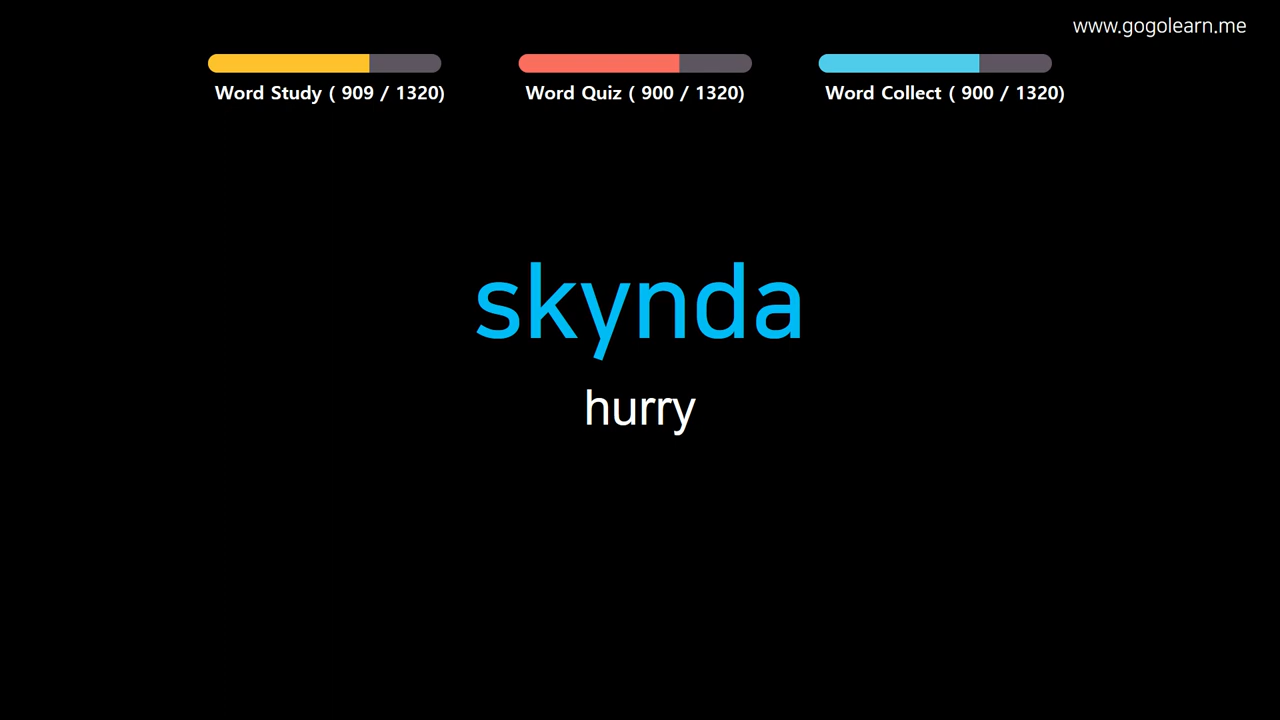 www.gogolearn.me
Word Study ( 909 / 1320)
Word Quiz ( 900 / 1320)
Word Collect ( 900 / 1320)
skynda
hurry